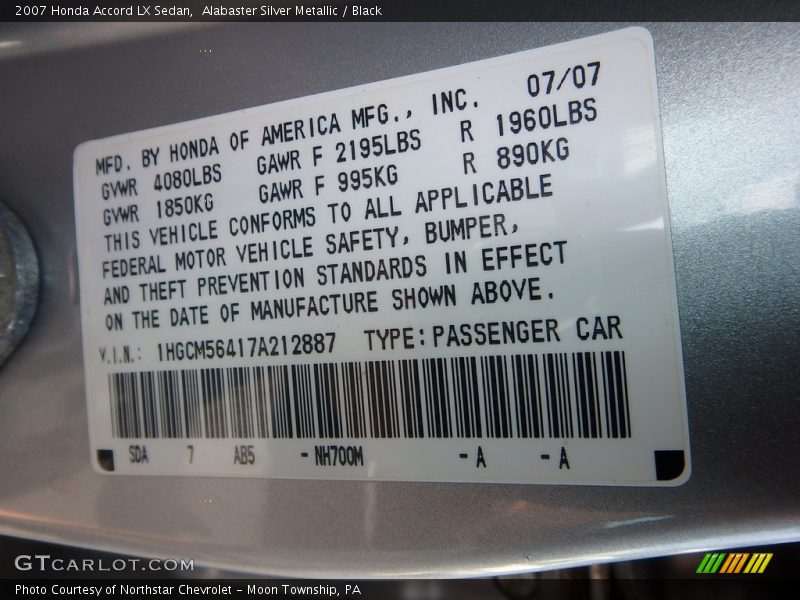 2007 Honda Accord LX Sedan,  Alabaster Silver Metallic / Black
MFD. BY HONDA OF AMERICA MFG., INC. 07/07
GVWR 4080LBS GAWR F 2195LBS R 1960LBS
GVWR 1850KG GAWR F 995KG R 890KG
THIS VEHICLE CONFORMS TO ALL APPLICABLE
FEDERAL MOTOR VEHICLE SAFETY, BUMPER,
AND THEFT PREVENTION STANDARDS IN EFFECT
ON THE DATE OF MANUFACTURE SHOWN ABOVE.
V.I.N.: 1HGCM56417A212887 TYPE:PASSENGER CAR
SDA 7 AB5 -NH700M -A -A
GTCARLOT.COM
Photo Courtesy of Northstar Chevrolet - Moon Township, PA